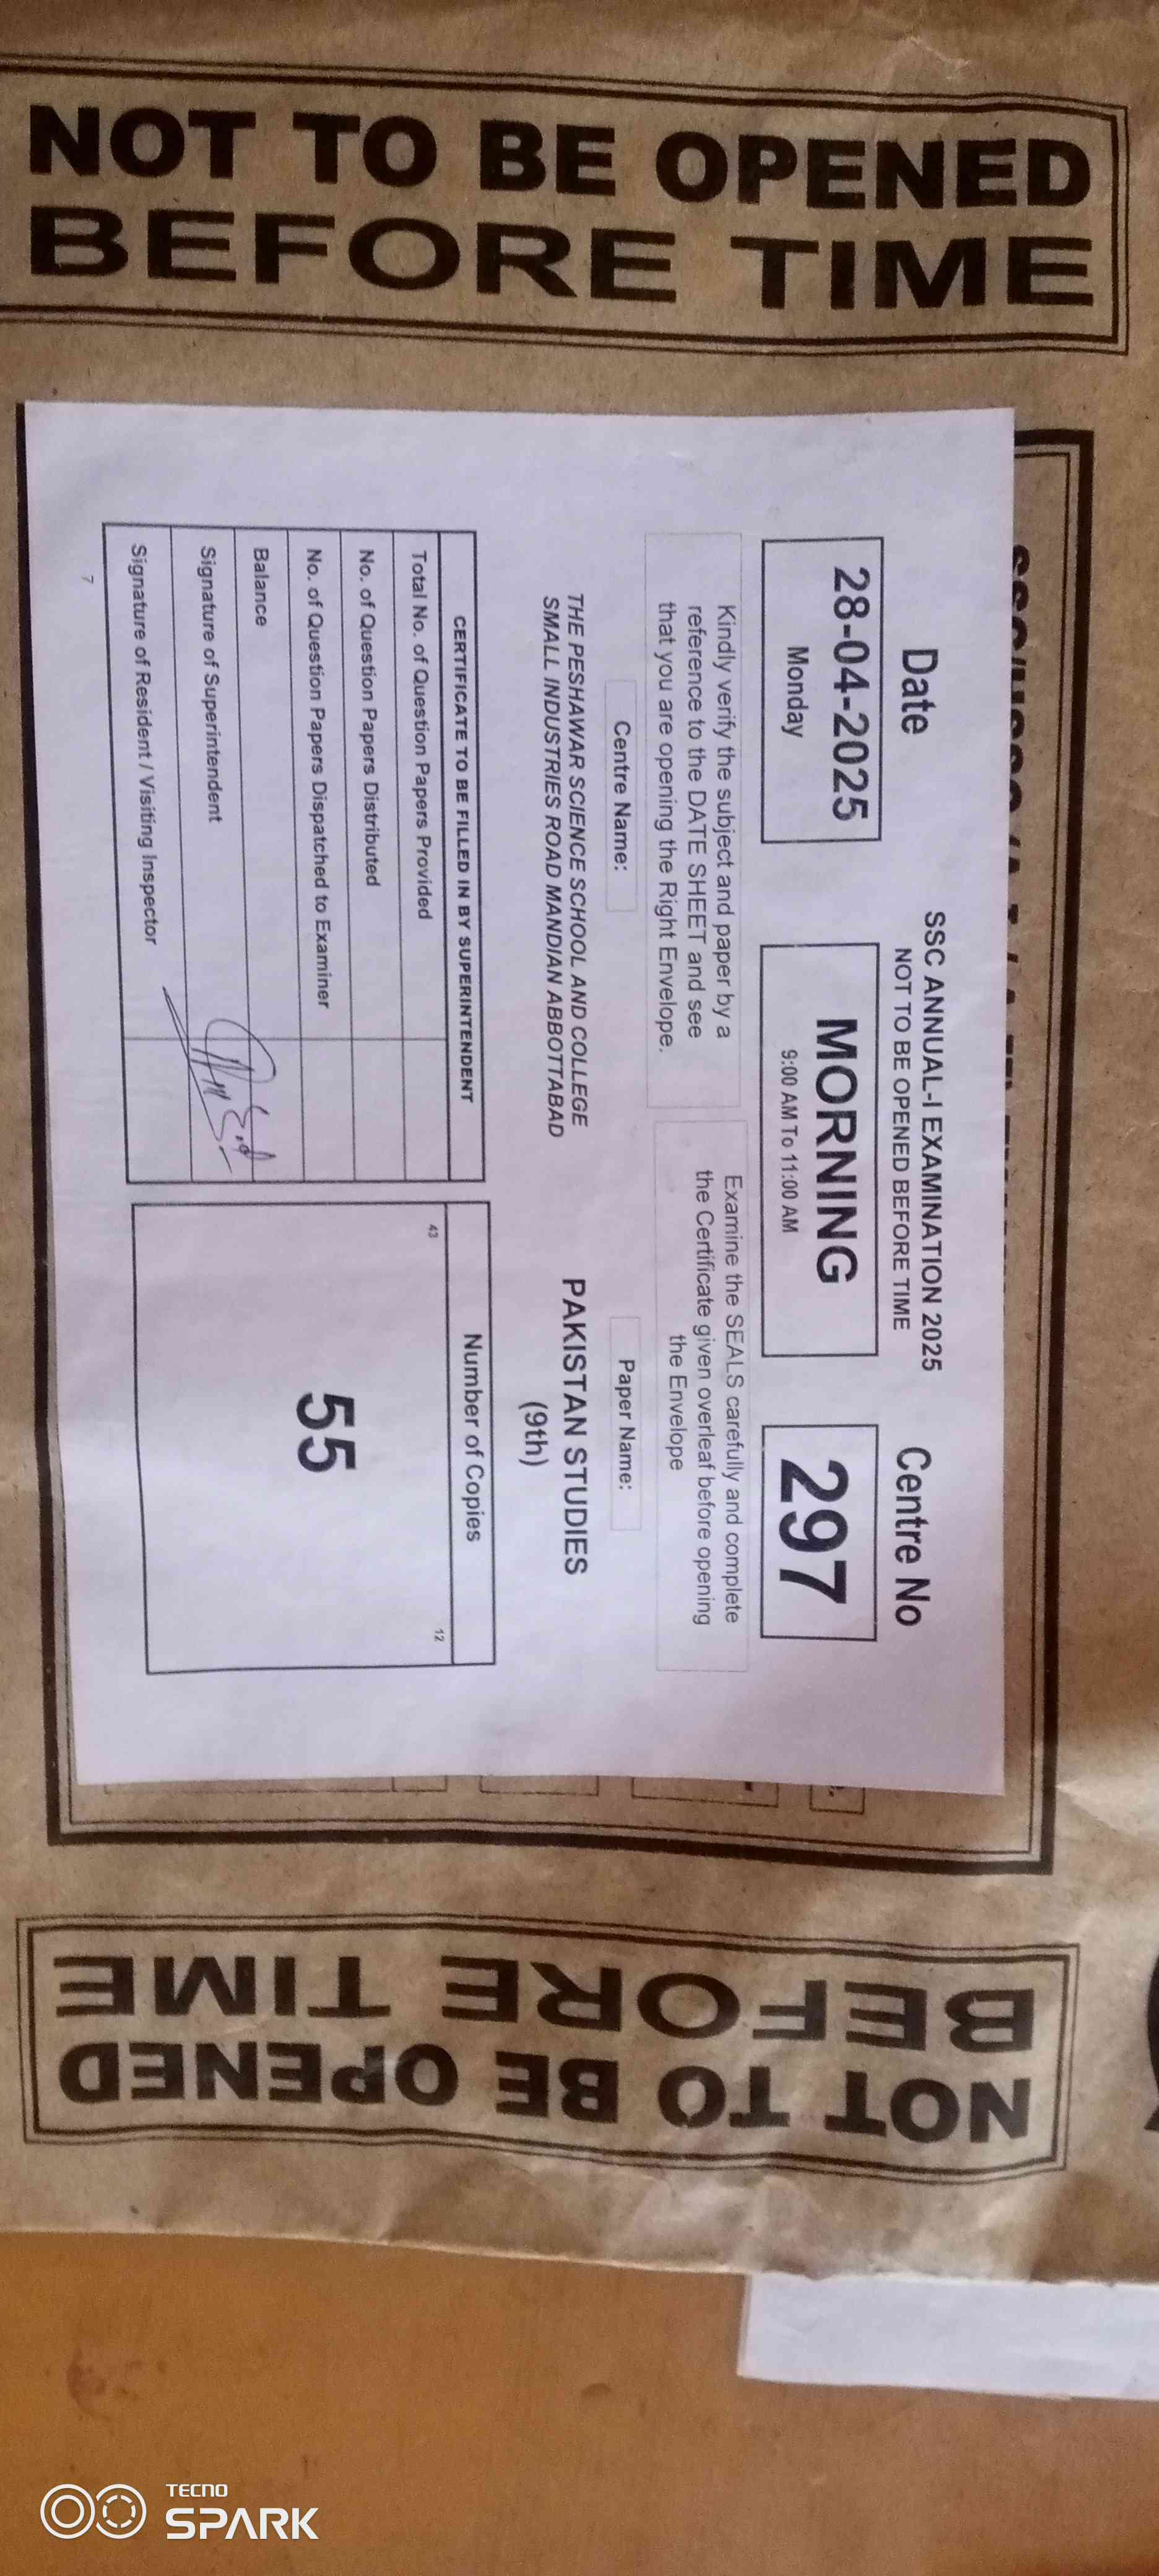 NOT TO BE OPENED
BEFORE TIME
SSC ANNUAL-I EXAMINATION 2025
NOT TO BE OPENED BEFORE TIME
Date
Centre No
28-04-2025
Monday
MORNING
9:00 AM To 11:00 AM
297
Kindly verify the subject and paper by a
reference to the DATE SHEET and see
that you are opening the Right Envelope.
Examine the SEALS carefully and complete
the Certificate given overleaf before opening
the Envelope
Centre Name:
Paper Name:
THE PESHAWAR SCIENCE SCHOOL AND COLLEGE
SMALL INDUSTRIES ROAD MANDIAN ABBOTTABAD
PAKISTAN STUDIES
(9th)
CERTIFICATE TO BE FILLED IN BY SUPERINTENDENT
Total No. of Question Papers Provided
No. of Question Papers Distributed
No. of Question Papers Dispatched to Examiner
Balance
Signature of Superintendent
Signature of Resident / Visiting Inspector
7
Number of Copies
43
12
55
NOT TO BE OPENED
BEFORE TIME
TECNO
SPARK